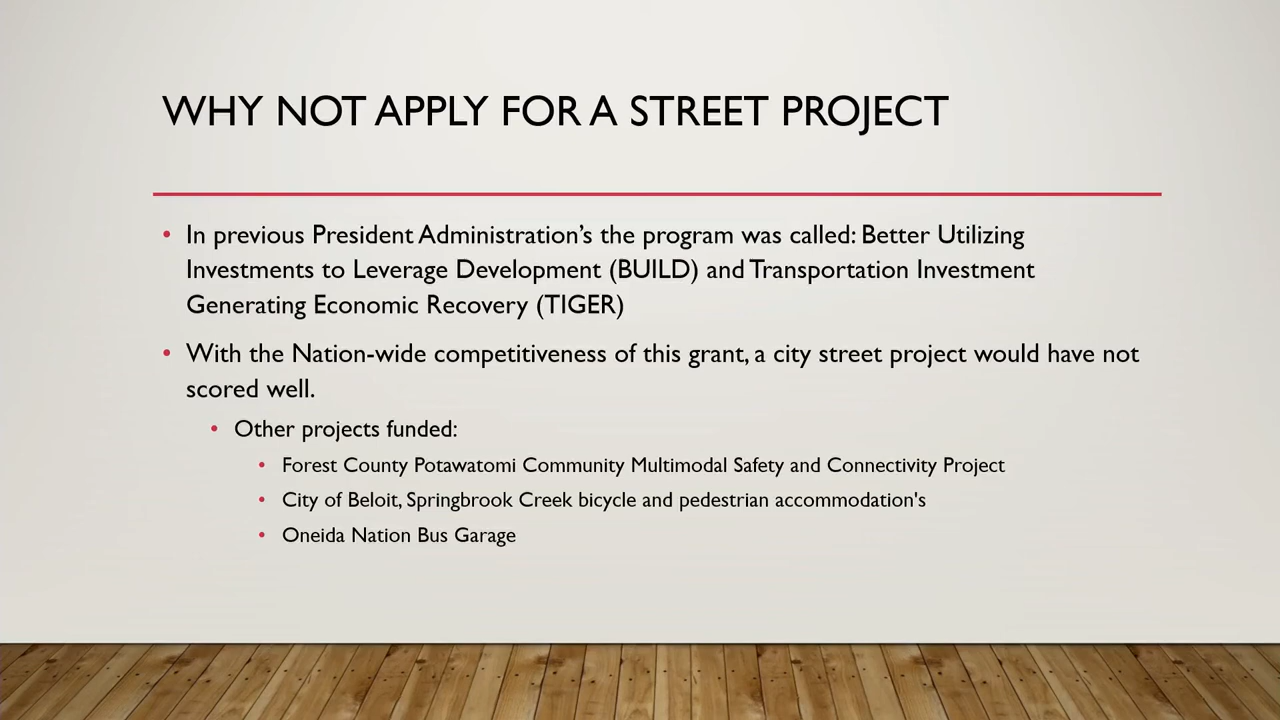 WHY NOT APPLY FOR A STREET PROJECT
• In previous President Administration’s the program was called: Better Utilizing
Investments to Leverage Development (BUILD) and Transportation Investment
Generating Economic Recovery (TIGER)
• With the Nation-wide competitiveness of this grant, a city street project would have not
scored well.
• Other projects funded:
• Forest County Potawatomi Community Multimodal Safety and Connectivity Project
• City of Beloit, Springbrook Creek bicycle and pedestrian accommodation's
• Oneida Nation Bus Garage